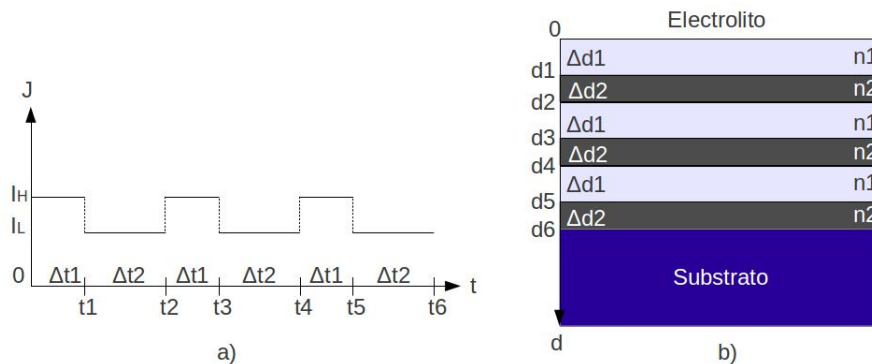 J
IH
IL
0
Δt1 Δt2 Δt1 Δt2 Δt1 Δt2
t
t1 t2 t3 t4 t5 t6
a)
Electrolito
0
Δd1 n1
d1
Δd2 n2
d2
Δd1 n1
d3
Δd2 n2
d4
Δd1 n1
d5
Δd2 n2
d6
Substrato
d
b)